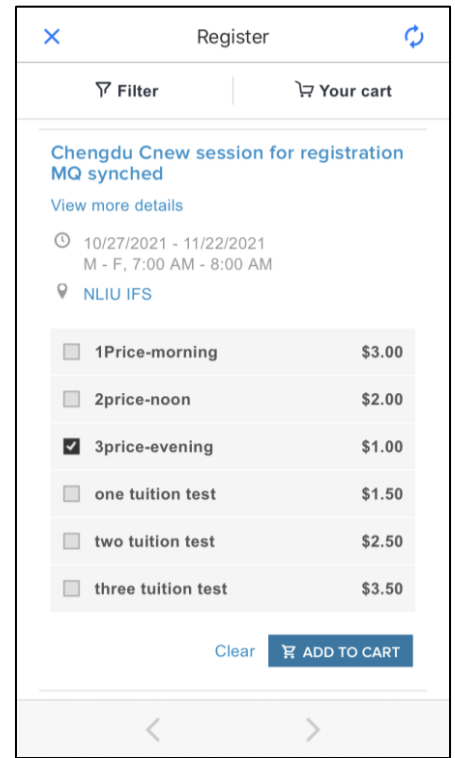 Register
Filter Your cart
Chengdu Cnew session for registration
MQ synched
View more details
10/27/2021 - 11/22/2021
M - F, 7:00 AM - 8:00 AM
NLIU IFS
1Price-morning $3.00
2price-noon $2.00
3price-evening $1.00
one tuition test $1.50
two tuition test $2.50
three tuition test $3.50
Clear ADD TO CART